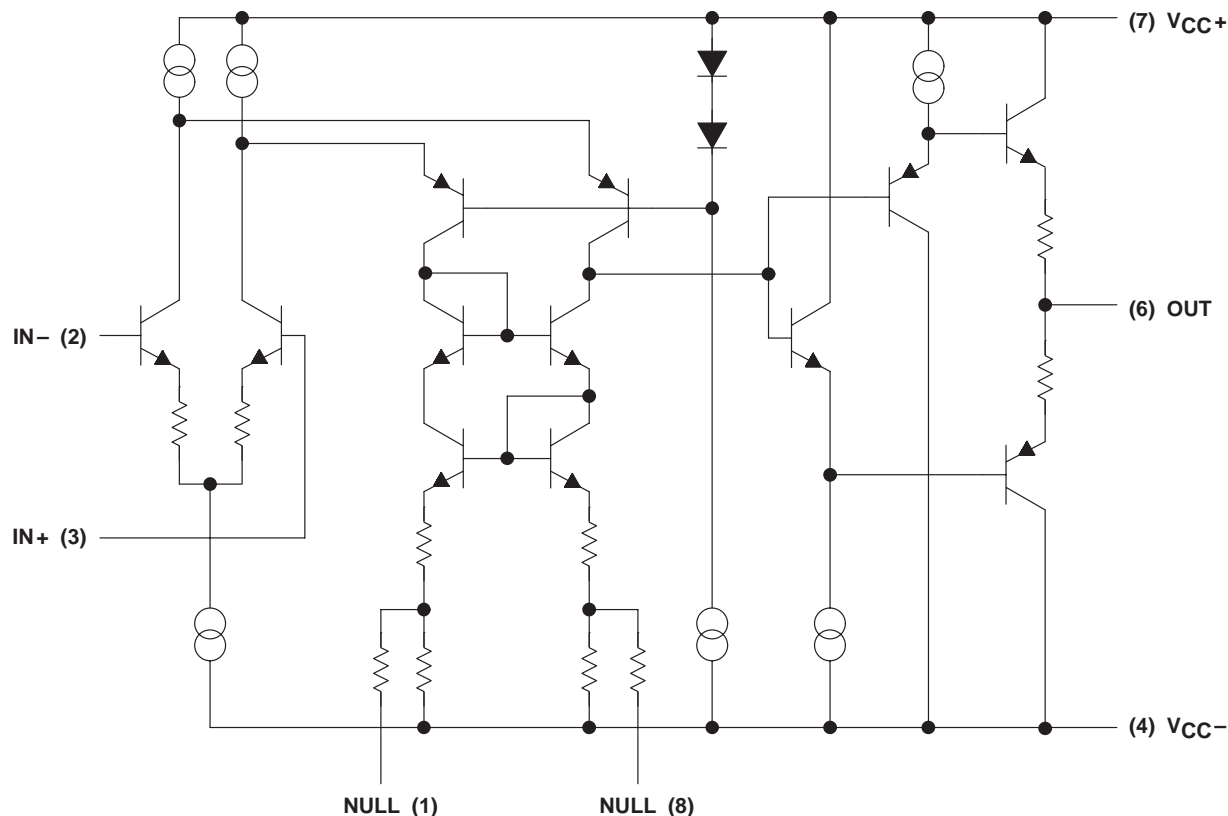 (7) VCC+
IN− (2)
(6) OUT
IN+ (3)
(4) VCC−
NULL (1)
NULL (8)